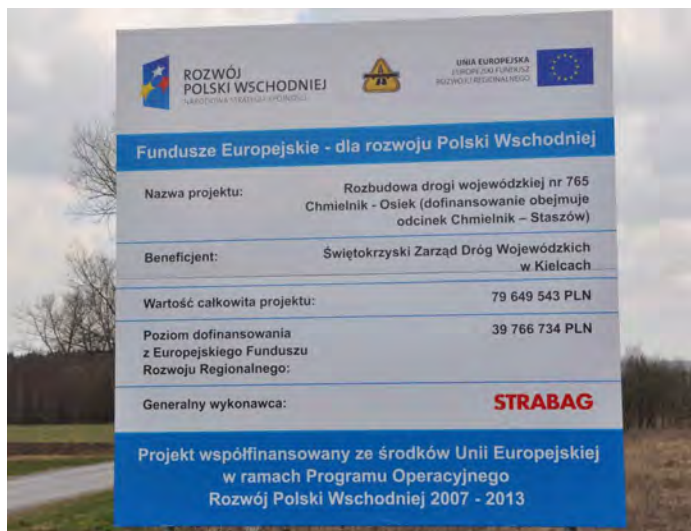 ROZWÓJ
POLSKI WSCHODNIEJ
NARODOWA STRATEGIA SPÓJNOŚCI
UNIA EUROPEJSKA
EUROPEJSKI FUNDUSZ
ROZWOJU REGIONALNEGO
Fundusze Europejskie - dla rozwoju Polski Wschodniej
Nazwa projektu:
Rozbudowa drogi wojewódzkiej nr 765
Chmielnik - Osiek (dofinansowanie obejmuje
odcinek Chmielnik – Staszów)
Beneficjent:
Świętokrzyski Zarząd Dróg Wojewódzkich
w Kielcach
Wartość całkowita projektu:
79 649 543 PLN
Poziom dofinansowania
z Europejskiego Funduszu
Rozwoju Regionalnego:
39 766 734 PLN
Generalny wykonawca:
STRABAG
Projekt współfinansowany ze środków Unii Europejskiej
w ramach Programu Operacyjnego
Rozwój Polski Wschodniej 2007 - 2013